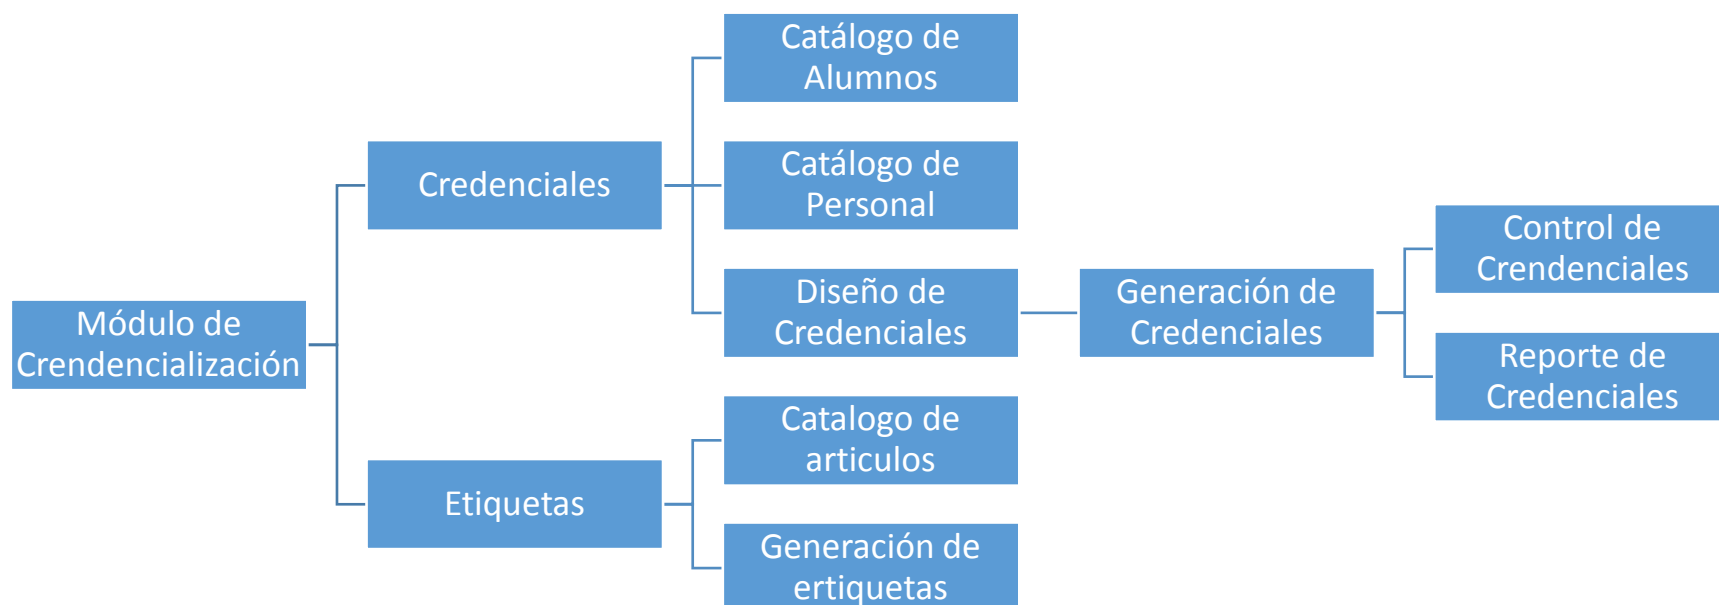 Módulo de
Crendencialización
Credenciales
Catálogo de
Alumnos
Catálogo de
Personal
Diseño de
Credenciales
Generación de
Credenciales
Control de
Crendenciales
Reporte de
Credenciales
Etiquetas
Catalogo de
articulos
Generación de
ertiquetas